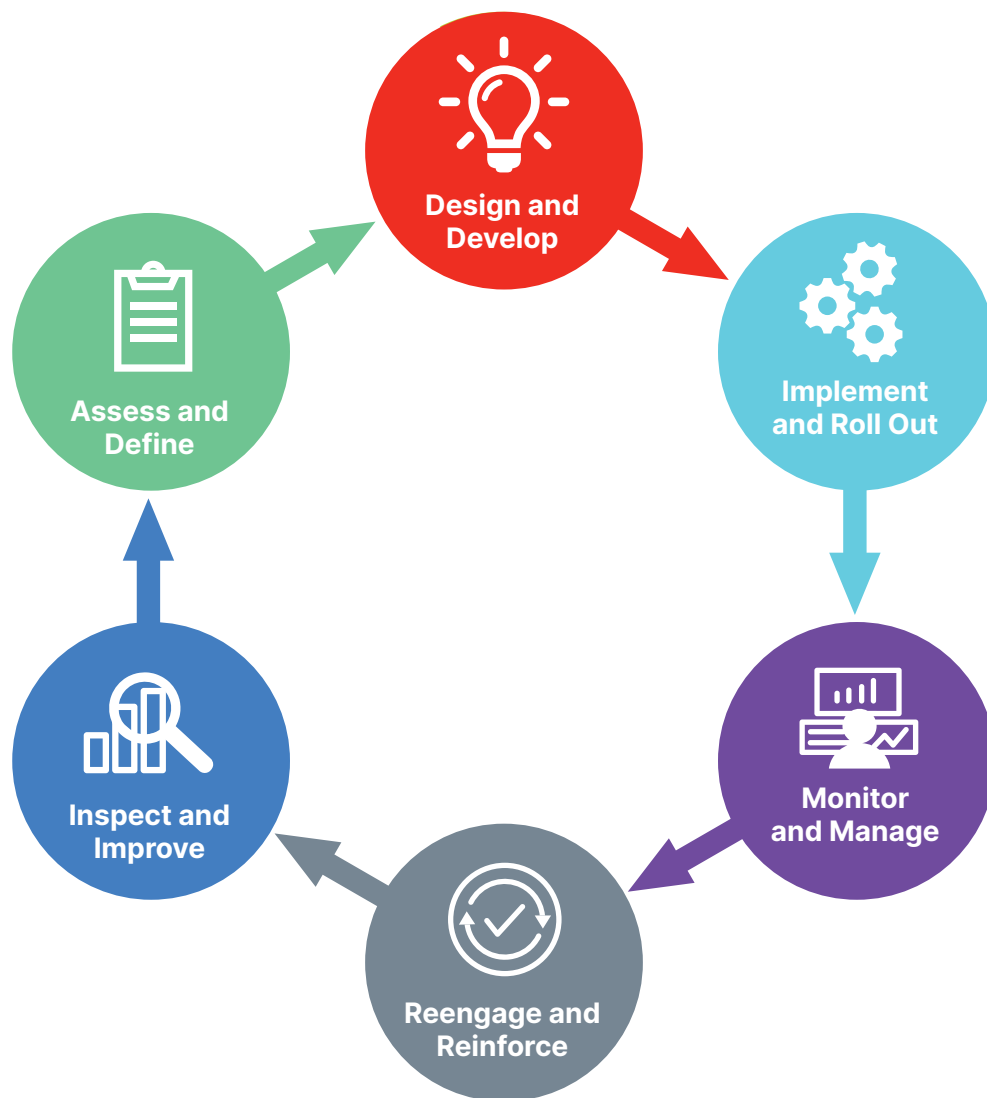 Design and
Develop
Implement
and Roll Out
Monitor
and Manage
Reengage and
Reinforce
Inspect and
Improve
Assess and
Define